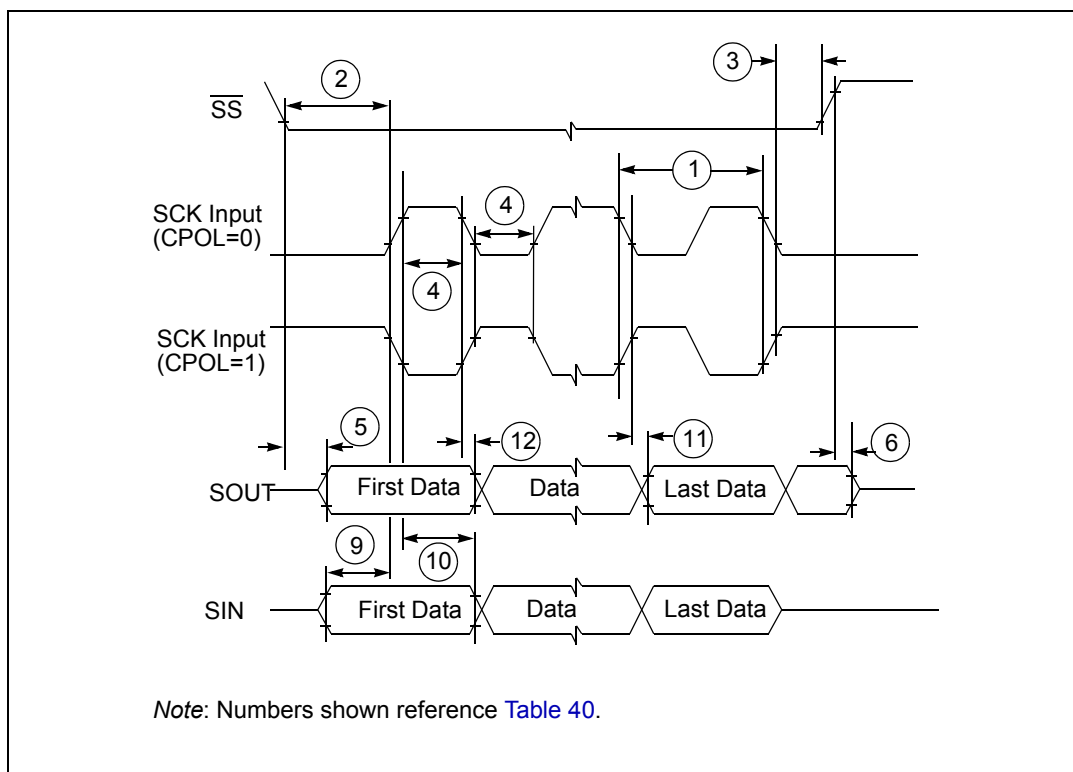 3
2
SS
1
4
SCK Input
(CPOL=0)
4
SCK Input
(CPOL=1)
5
12
11
6
SOUT
First Data
Data
Last Data
9
10
SIN
First Data
Data
Last Data
Note: Numbers shown reference Table 40.